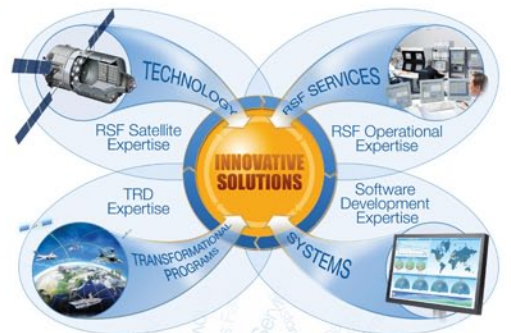 TECHNOLOGY
RSF SERVICES
RSF Satellite
Expertise
RSF Operational
Expertise
INNOVATIVE
SOLUTIONS
TRD
Expertise
Software
Development
Expertise
TRANSFORMATIONAL
PROGRAMS
SYSTEMS